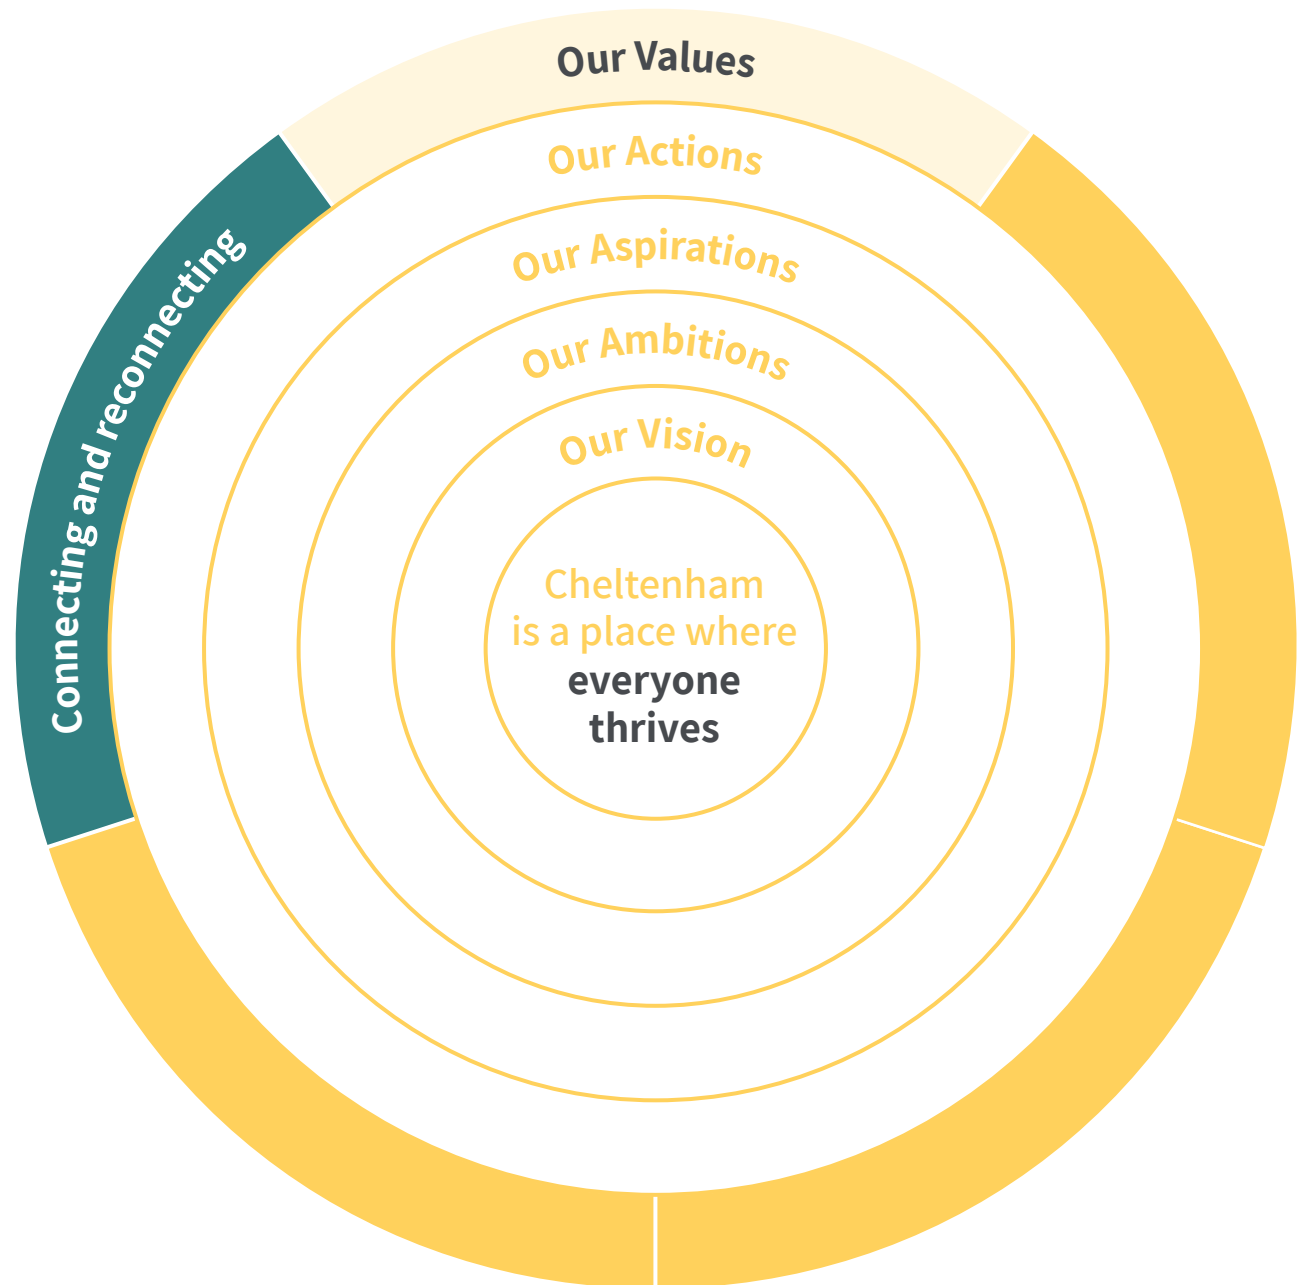 Our Values
Our Actions
Our Aspirations
Our Ambitions
Our Vision
Connecting and reconnecting
Cheltenham
is a place where
everyone
thrives